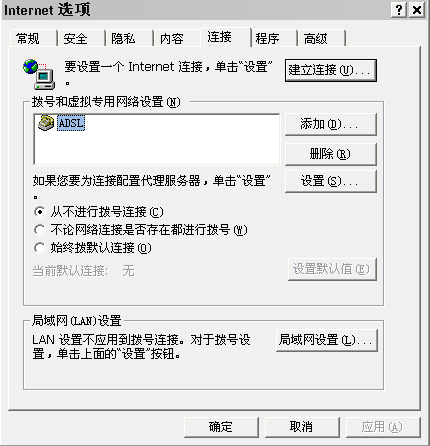 Internet 选项
常规
安全
隐私
内容
连接
程序
高级
要设置一个 Internet 连接，单击“设置”
。
建立连接(U)...
拨号和虚拟专用网络设置(N)
ADSL
添加(D)...
删除(R)
如果您要为连接配置代理服务器，单击“设置”
。
设置(S)...
从不进行拨号连接(C)
不论网络连接是否存在都进行拨号(W)
始终拨默认连接(O)
当前默认连接: 无
设置默认值(E)
局域网(LAN)设置
LAN 设置不应用到拨号连接。对于拨号设
置，单击上面的“设置”按钮。
局域网设置(L)...
确定
取消
应用(A)